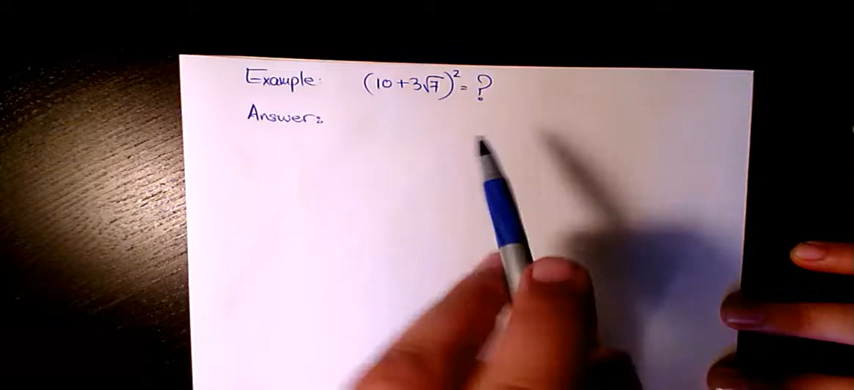 Example: (10+3√7)² = ?
Answer: